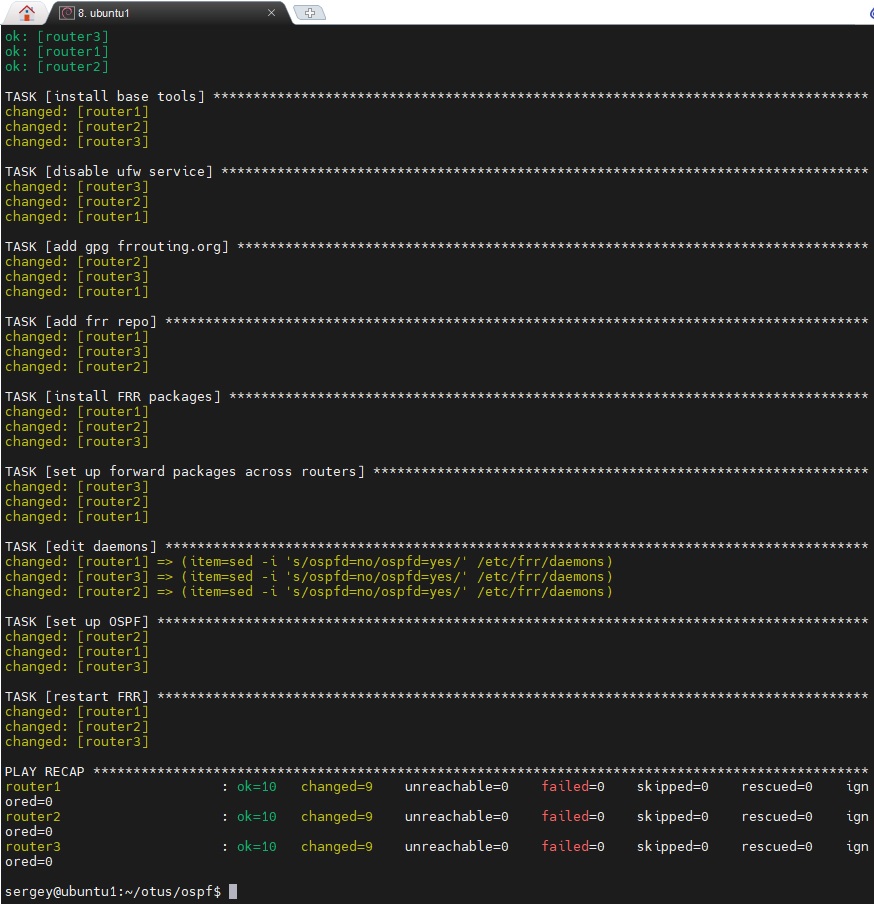 8. ubuntu1
ok: [router3]
ok: [router1]
ok: [router2]
TASK [install base tools] **********************************************************************************
changed: [router1]
changed: [router2]
changed: [router3]
TASK [disable ufw service] *********************************************************************************
changed: [router3]
changed: [router2]
changed: [router1]
TASK [add gpg frrouting.org] *******************************************************************************
changed: [router2]
changed: [router3]
changed: [router1]
TASK [add frr repo] ****************************************************************************************
changed: [router1]
changed: [router3]
changed: [router2]
TASK [install FRR packages] ********************************************************************************
changed: [router1]
changed: [router2]
changed: [router3]
TASK [set up forward packages across routers] **************************************************************
changed: [router3]
changed: [router2]
changed: [router1]
TASK [edit daemons] ****************************************************************************************
changed: [router1] => (item=sed -i 's/ospfd=no/ospfd=yes/' /etc/frr/daemons)
changed: [router3] => (item=sed -i 's/ospfd=no/ospfd=yes/' /etc/frr/daemons)
changed: [router2] => (item=sed -i 's/ospfd=no/ospfd=yes/' /etc/frr/daemons)
TASK [set up OSPF] *****************************************************************************************
changed: [router2]
changed: [router1]
changed: [router3]
TASK [restart FRR] *****************************************************************************************
changed: [router1]
changed: [router2]
changed: [router3]
PLAY RECAP *************************************************************************************************
router1                    : ok=10   changed=9    unreachable=0    failed=0    skipped=0    rescued=0    ign
ored=0
router2                    : ok=10   changed=9    unreachable=0    failed=0    skipped=0    rescued=0    ign
ored=0
router3                    : ok=10   changed=9    unreachable=0    failed=0    skipped=0    rescued=0    ign
ored=0
sergey@ubuntu1:~/otus/ospf$